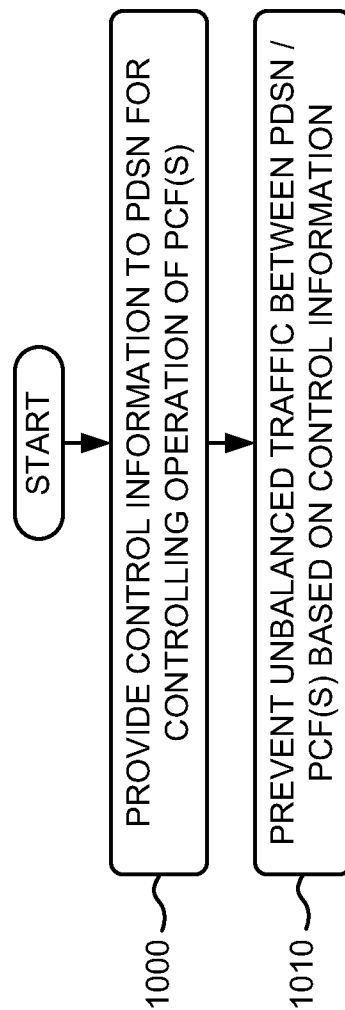 START
1000
PROVIDE CONTROL INFORMATION TO PDSN FOR
CONTROLLING OPERATION OF PCF(S)
1010
PREVENT UNBALANCED TRAFFIC BETWEEN PDSN /
PCF(S) BASED ON CONTROL INFORMATION